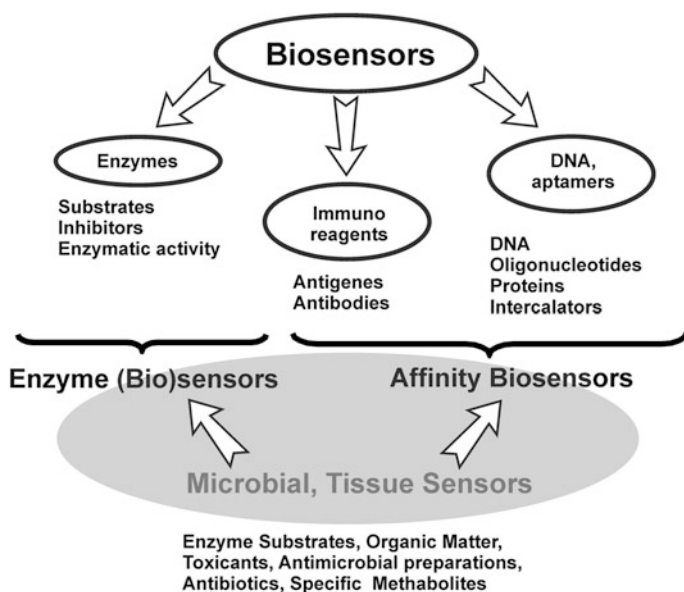 Biosensors
Enzymes
Substrates
Inhibitors
Enzymatic activity
Immuno
reagents
Antigenes
Antibodies
DNA,
aptamers
DNA
Oligonucleotides
Proteins
Intercalators
Enzyme (Bio)sensors
Affinity Biosensors
Microbial, Tissue Sensors
Enzyme Substrates, Organic Matter,
Toxicants, Antimicrobial preparations,
Antibiotics, Specific Methabolites